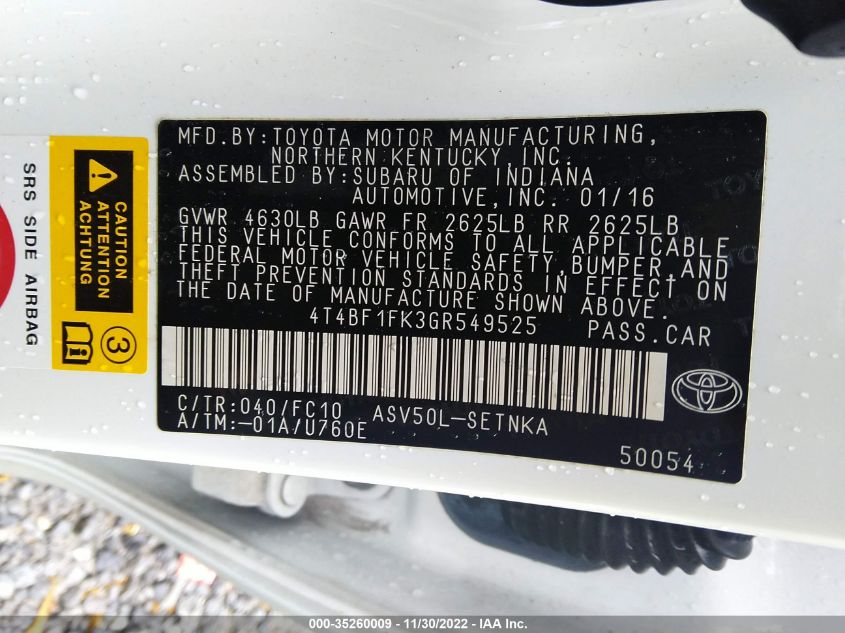 MFD.BY:TOYOTA MOTOR MANUFACTURING,
NORTHERN KENTUCKY,INC.
ASSEMBLED BY:SUBARU OF INDIANA
AUTOMOTIVE,INC. 01/16
GVWR 4630LB GAWR FR 2625LB RR 2625LB
THIS VEHICLE CONFORMS TO ALL APPLICABLE
FEDERAL MOTOR VEHICLE SAFETY,BUMPER,AND
THEFT PREVENTION STANDARDS IN EFFECT ON
THE DATE OF MANUFACTURE SHOWN ABOVE.
4T4BF1FK3GR549525 PASS.CAR
C/TR:040/FC10 ASV50L-SETNKA
A/TM:-01A/U760E
50054
SRS SIDE AIRBAG
CAUTION
ATTENTION
ACHTUNG
3
000-35260009 - 11/30/2022 - IAA Inc.